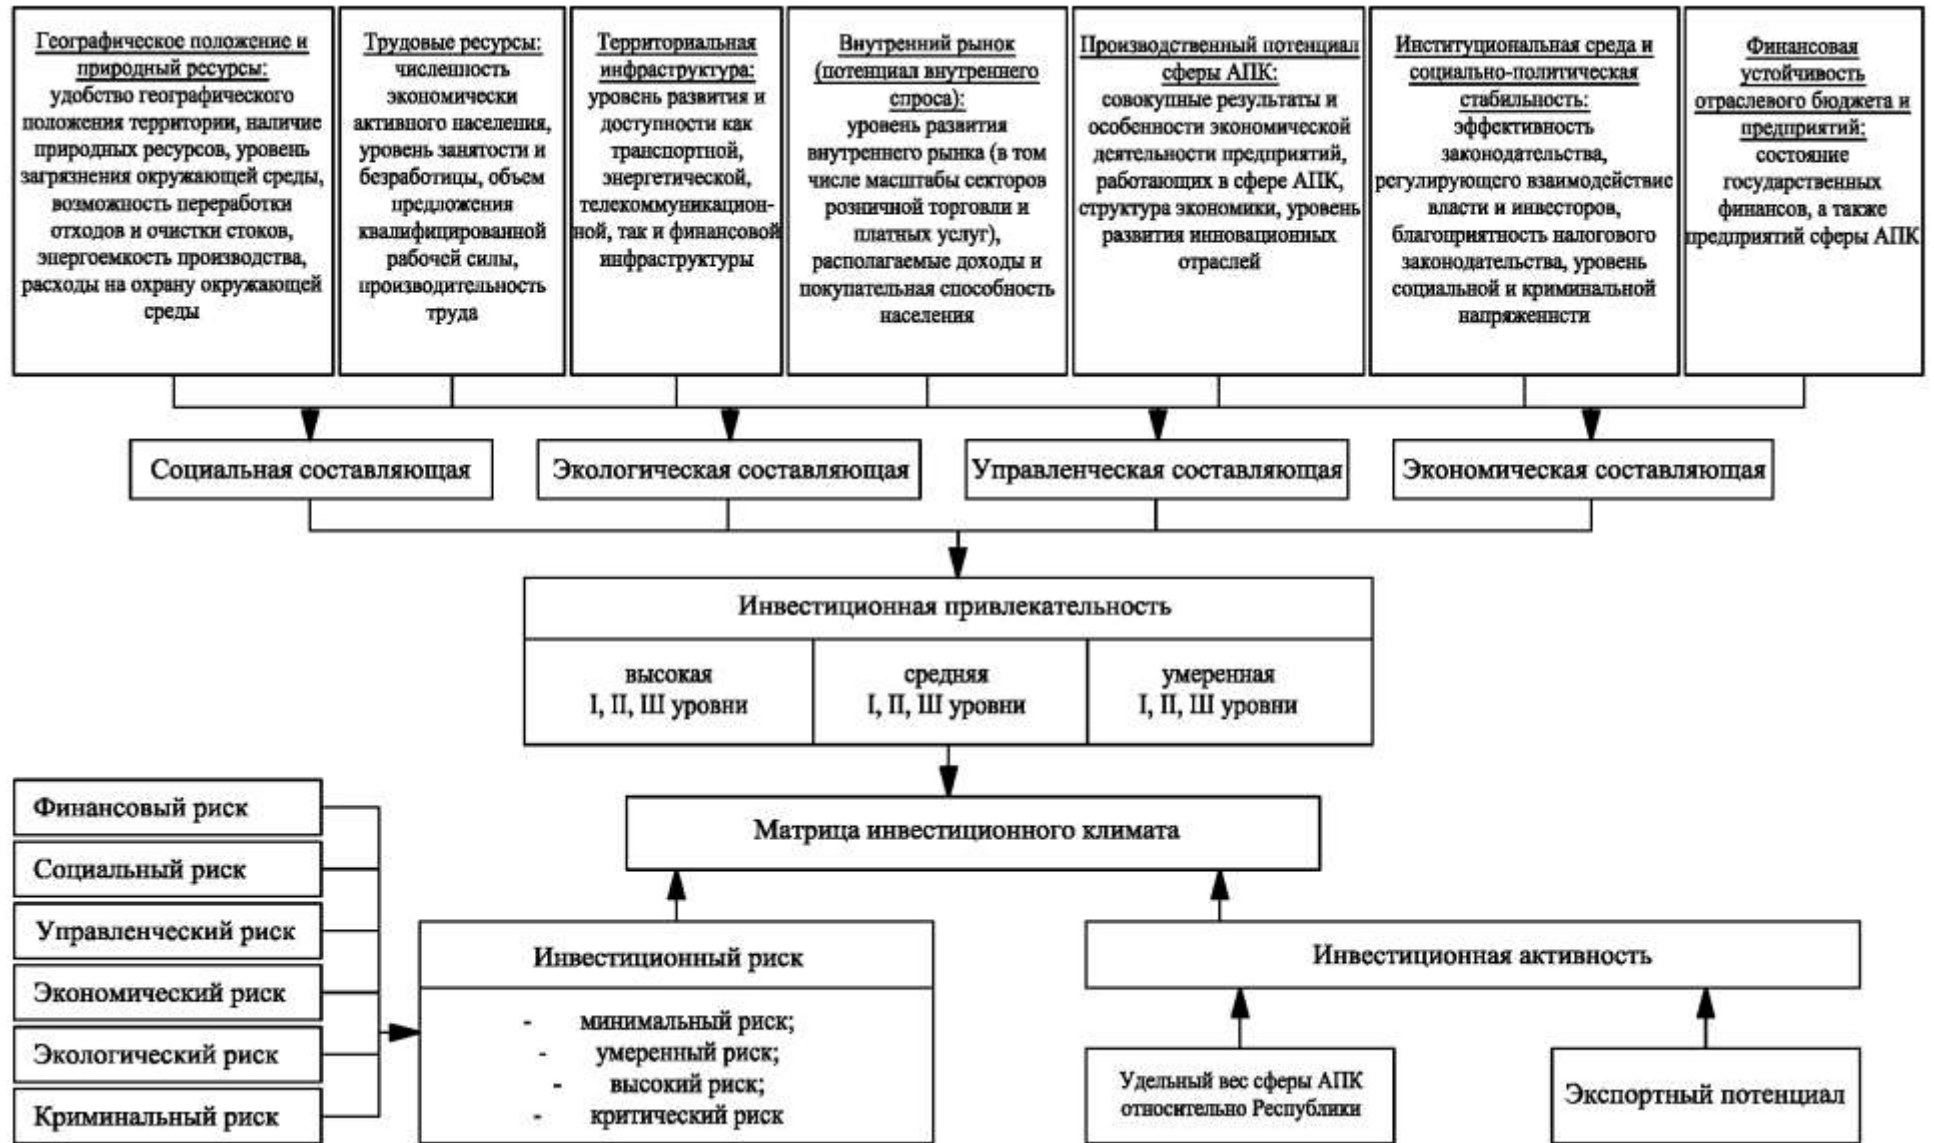 Географическое положение и
природный ресурсы:
удобство географического
положения территории, наличие
природных ресурсов, уровень
загрязнения окружающей среды,
возможность переработки
отходов и очистки стоков,
энергоемкость производства,
расходы на охрану окружающей
среды
Трудовые ресурсы:
численность
экономически
активного населения,
уровень занятости и
безработицы, объем
предложения
квалифицированной
рабочей силы,
производительность
труда
Территориальная
инфраструктура:
уровень развития и
доступности как
транспортной,
энергетической,
телекоммуникацион-
ной, так и финансовой
инфраструктуры
Внутренний рынок
(потенциал внутреннего
спроса):
уровень развития
внутреннего рынка (в том
числе масштабы секторов
розничной торговли и
платных услуг),
располагаемые доходы и
покупательная способность
населения
Производственный потенциал
сферы АПК:
совокупные результаты и
особенности экономической
деятельности предприятий,
работающих в сфере АПК,
структура экономики, уровень
развития инновационных
отраслей
Институциональная среда и
социально-политическая
стабильность:
эффективность
законодательства,
регулирующего взаимодействие
власти и инвесторов,
благоприятность налогового
законодательства, уровень
социальной и криминальной
напряженнсти
Финансовая
устойчивость
отраслевого бюджета и
предприятий:
состояние
государственных
финансов, а также
предприятий сферы АПК
Социальная составляющая
Экологическая составляющая
Управленческая составляющая
Экономическая составляющая
Инвестиционная привлекательность
высокая
I, II, III уровни
средняя
I, II, III уровни
умеренная
I, II, III уровни
Матрица инвестиционного климата
Финансовый риск
Социальный риск
Управленческий риск
Экономический риск
Экологический риск
Криминальный риск
Инвестиционный риск
- минимальный риск;
- умеренный риск;
- высокий риск;
- критический риск
Инвестиционная активность
Удельный вес сферы АПК
относительно Республики
Экспортный потенциал